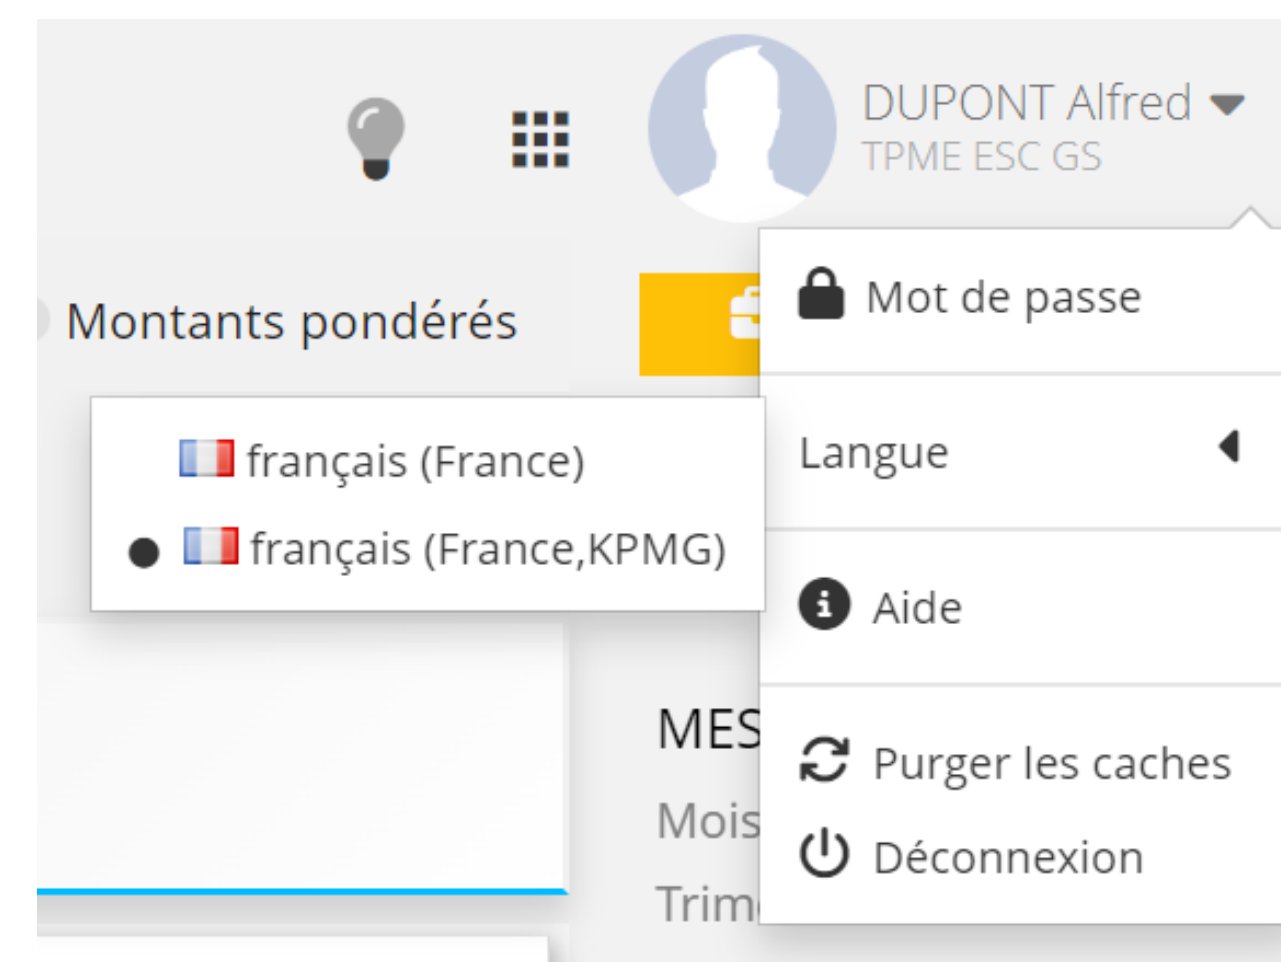 DUPONT Alfred
TPME ESC GS
Montants pondérés
Mot de passe
Langue
français (France)
français (France,KPMG)
Aide
MES
Purger les caches
Mois
Déconnexion
Trim